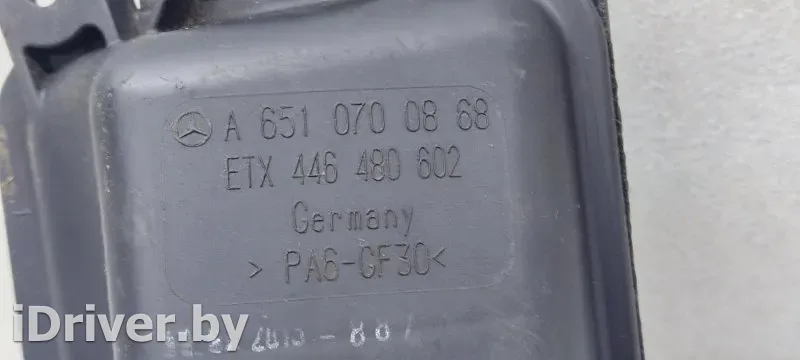 A 651 070 08 68
ETX 446 480 602
Germany
> PA6-GF30<
iDriver.by